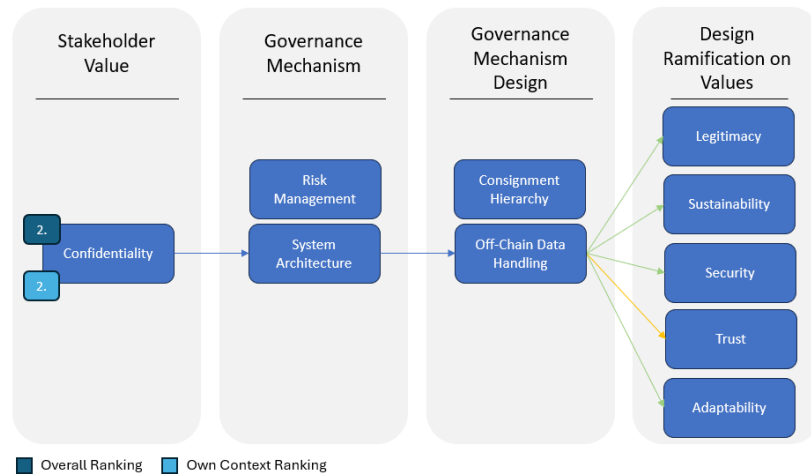 Stakeholder
Value
Governance
Mechanism
Governance
Mechanism
Design
Design
Ramification on
Values
Risk
Management
Consignment
Hierarchy
2.
Confidentiality
2.
System
Architecture
Off-Chain Data
Handling
Legitimacy
Sustainability
Security
Trust
Adaptability
Overall Ranking
Own Context Ranking